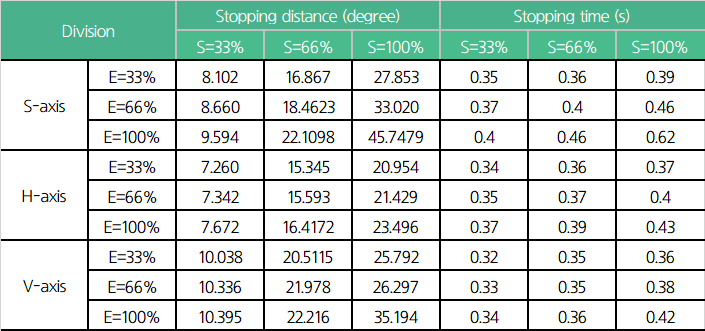 Division Stopping distance (degree) Stopping time (s)
S=33% S=66% S=100% S=33% S=66% S=100%
S-axis E=33% 8.102 16.867 27.853 0.35 0.36 0.39
E=66% 8.660 18.4623 33.020 0.37 0.4 0.46
E=100% 9.594 22.1098 45.7479 0.4 0.46 0.62
H-axis E=33% 7.260 15.345 20.954 0.34 0.36 0.37
E=66% 7.342 15.593 21.429 0.35 0.37 0.4
E=100% 7.672 16.4172 23.496 0.37 0.39 0.43
V-axis E=33% 10.038 20.5115 25.792 0.32 0.35 0.36
E=66% 10.336 21.978 26.297 0.33 0.35 0.38
E=100% 10.395 22.216 35.194 0.34 0.36 0.42